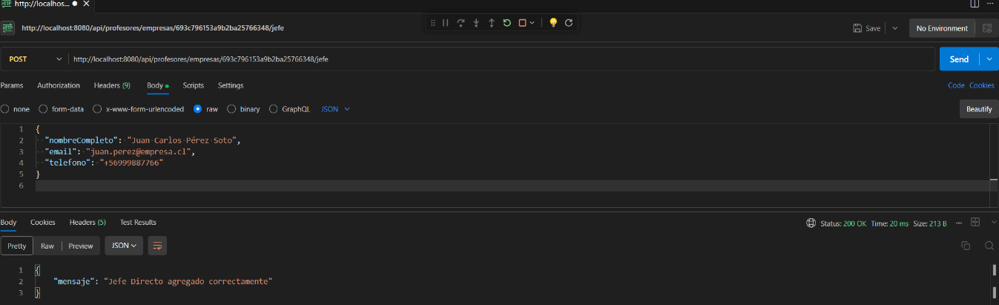 HTTP http://localhos...
HTTP http://localhost:8080/api/profesores/empresas/693c796153a9b2ba25766348/jefe Save No Environment
POST http://localhost:8080/api/profesores/empresas/693c796153a9b2ba25766348/jefe Send
Params Authorization Headers (9) Body Scripts Settings Code Cookies
none form-data x-www-form-urlencoded raw binary GraphQL JSON Beautify
1 {
2 "nombreCompleto": "Juan Carlos Pérez Soto",
3 "email": "juan.perez@empresa.cl",
4 "telefono": "+56999887766"
5 }
6
Body Cookies Headers (5) Test Results Status: 200 OK Time: 20 ms Size: 213 B
Pretty Raw Preview JSON
1 {
2 "mensaje": "Jefe Directo agregado correctamente"
3 }